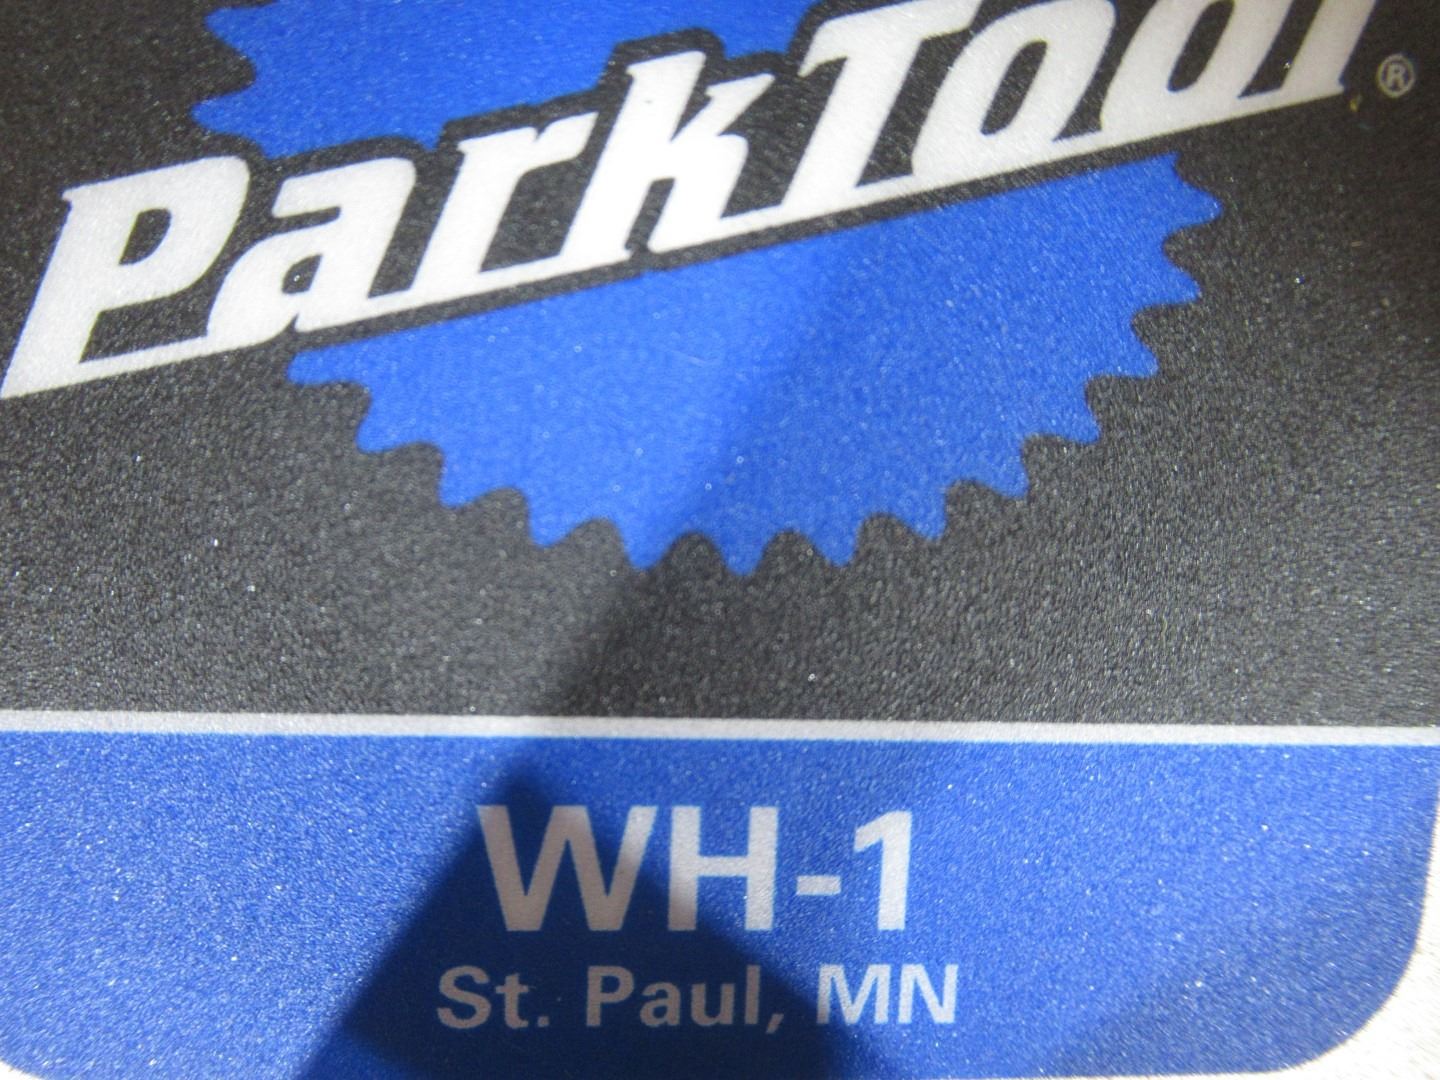 ParkTool®
WH-1
St. Paul, MN